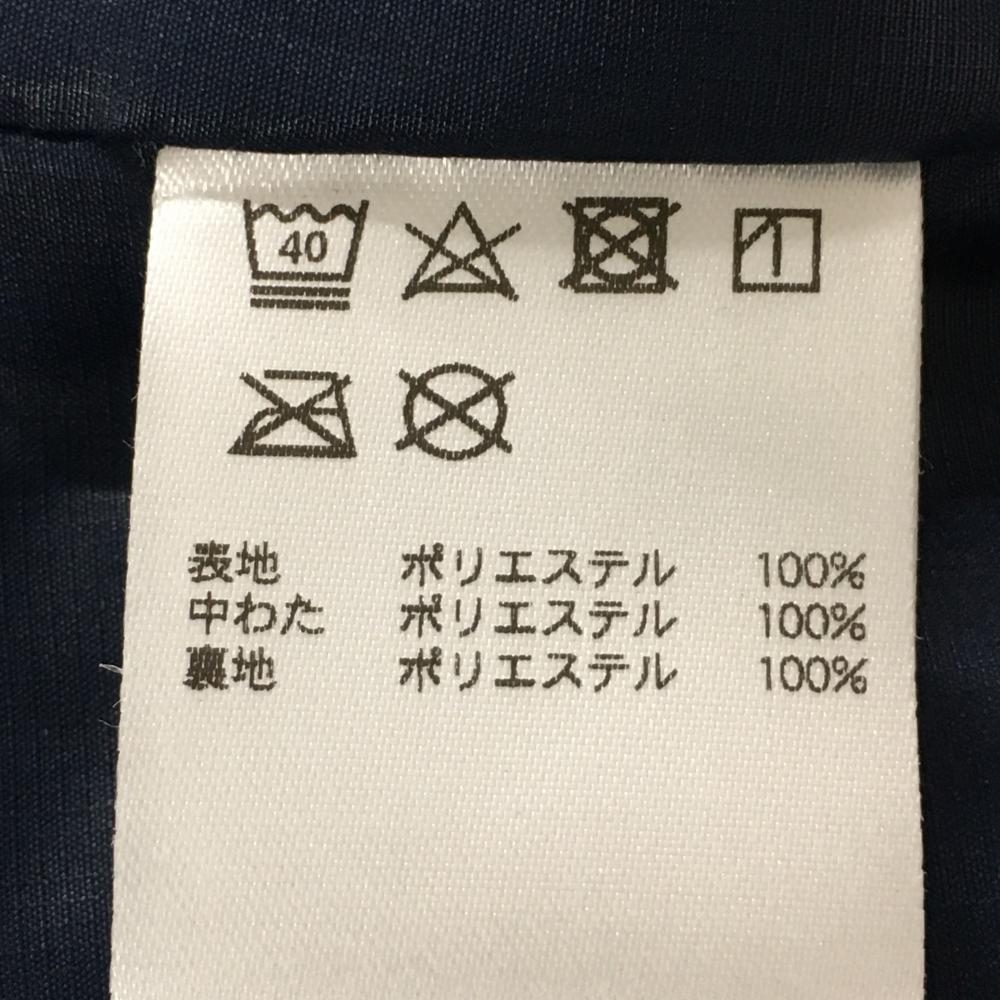 40
表地 ポリエステル 100%
中わた ポリエステル 100%
裏地 ポリエステル 100%